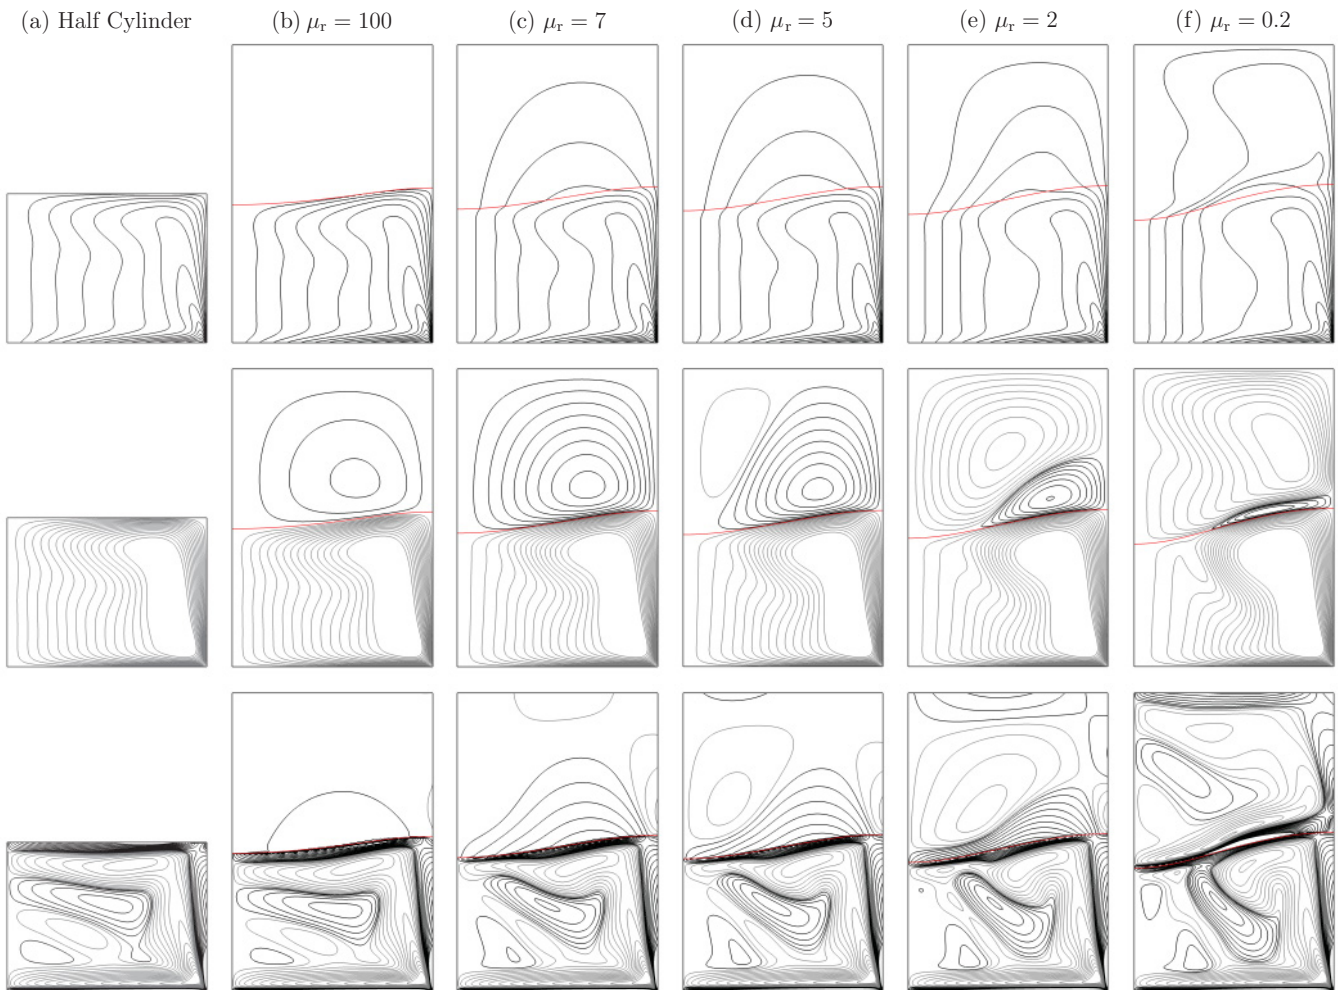 (a) Half Cylinder
(b) μr = 100
(c) μr = 7
(d) μr = 5
(e) μr = 2
(f) μr = 0.2